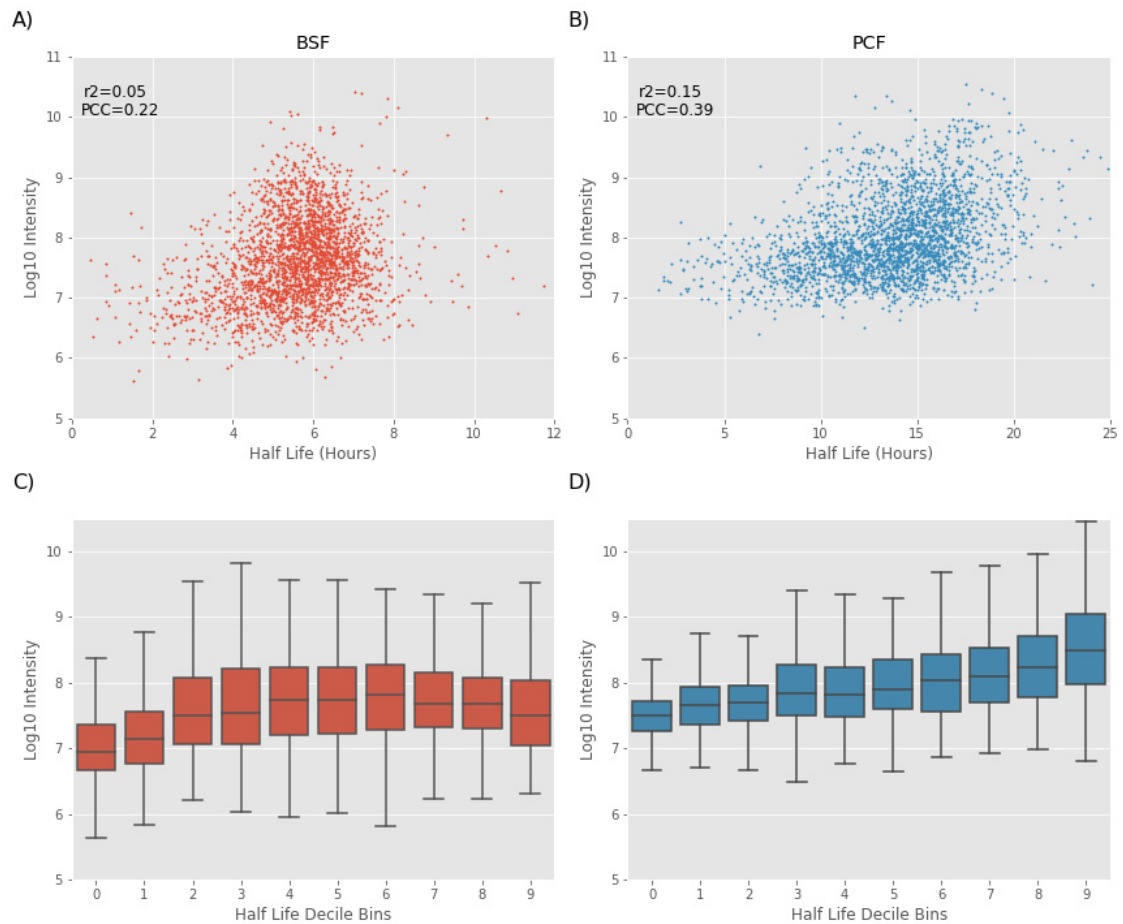 A)
BSF
r2=0.05
PCC=0.22
Log10 Intensity
11
10
9
8
7
6
5
0 2 4 6 8 10 12
Half Life (Hours)
B)
PCF
r2=0.15
PCC=0.39
Log10 Intensity
11
10
9
8
7
6
5
0 5 10 15 20 25
Half Life (Hours)
C)
Log10 Intensity
10
9
8
7
6
5
0 1 2 3 4 5 6 7 8 9
Half Life Decile Bins
D)
Log10 Intensity
10
9
8
7
6
5
0 1 2 3 4 5 6 7 8 9
Half Life Decile Bins